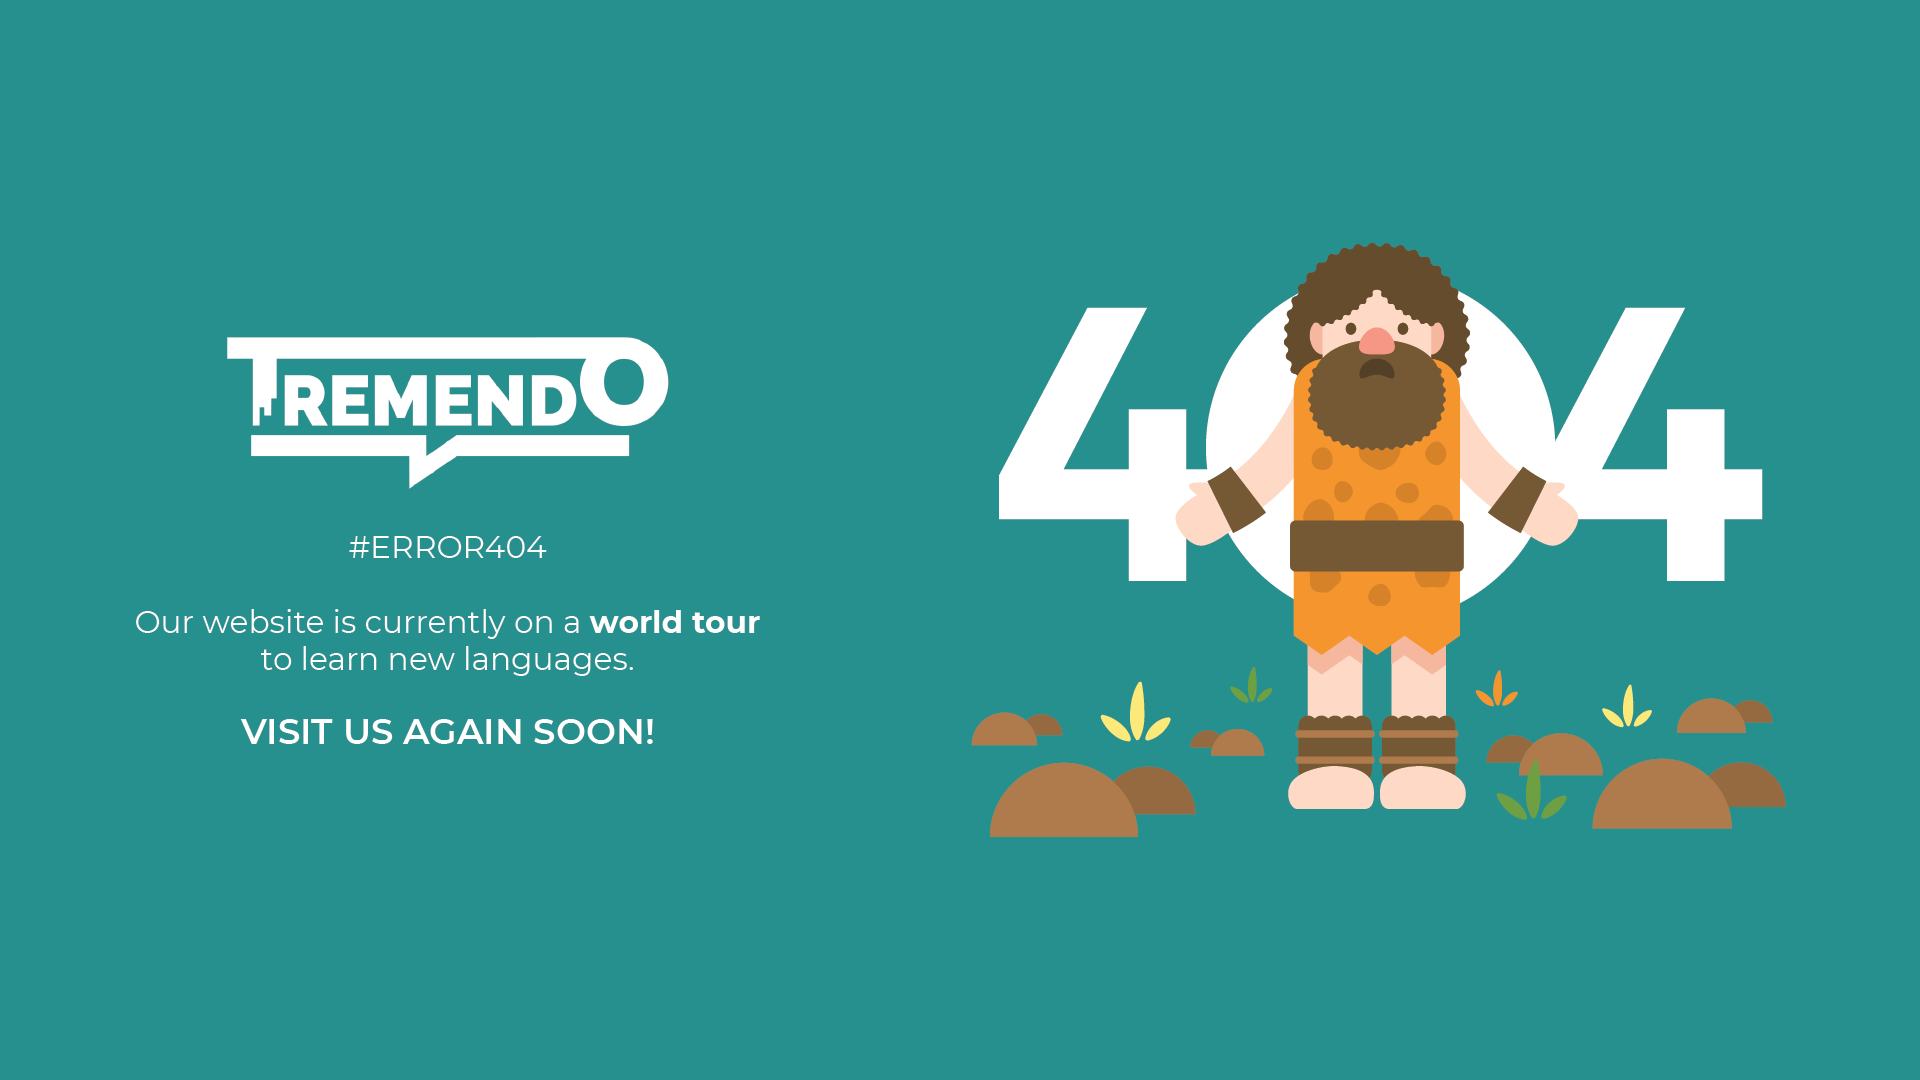 TREMENDO
#ERROR404
Our website is currently on a world tour
to learn new languages.
VISIT US AGAIN SOON!
404